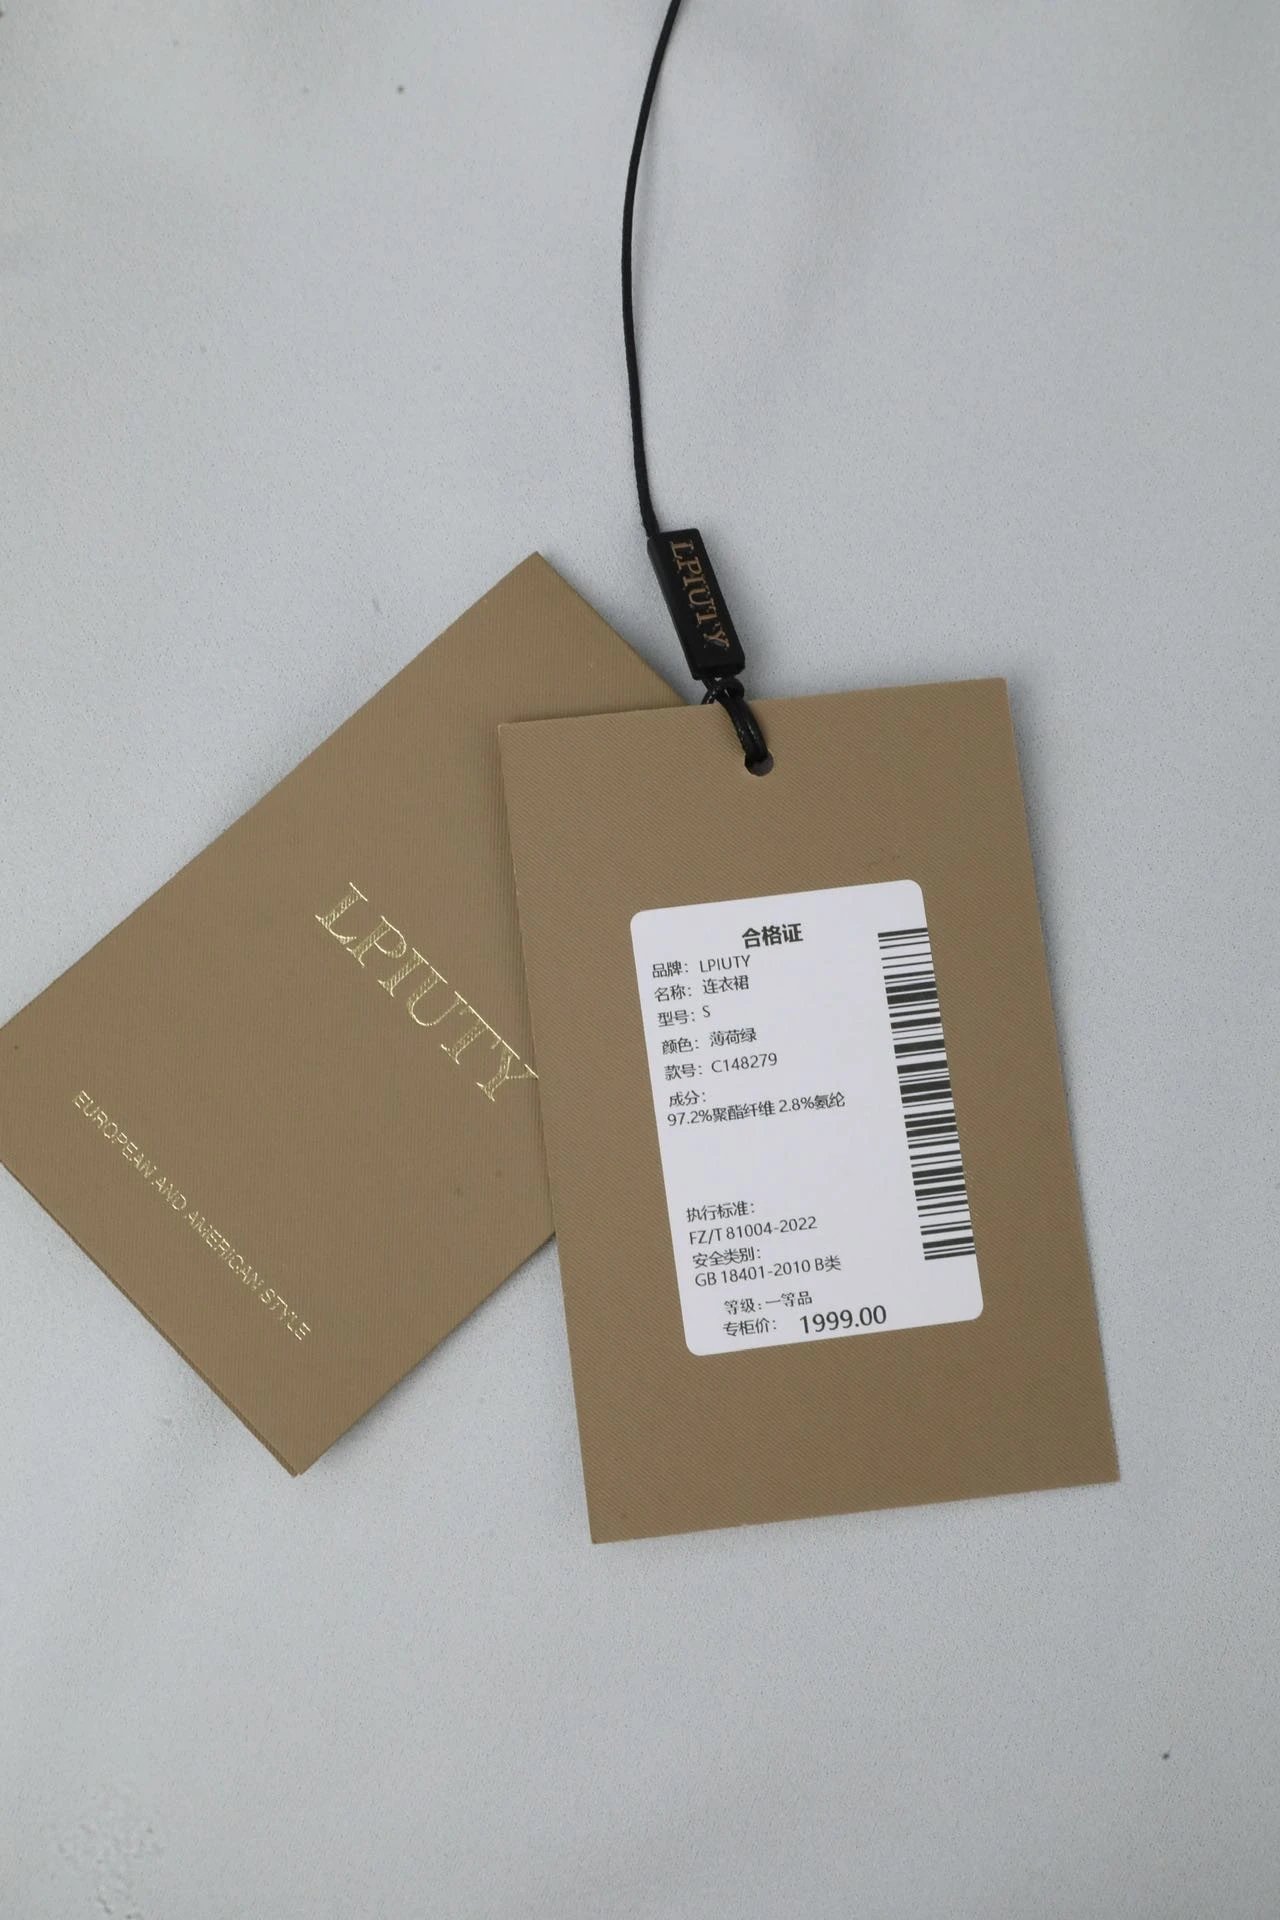 LPIUTY
LPIUTY
EUROPEAN AND AMERICAN STYLE
合格证
品牌: LPIUTY
名称: 连衣裙
型号: S
颜色: 薄荷绿
款号: C148279
成分:
97.2%聚酯纤维 2.8%氨纶
执行标准:
FZ/T 81004-2022
安全类别:
GB 18401-2010 B类
等级: 一等品
专柜价: 1999.00